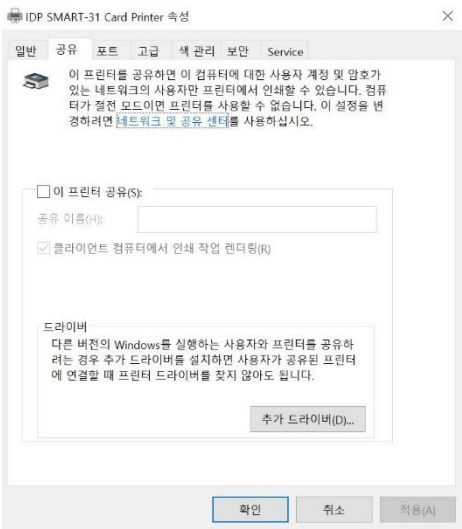 IDP SMART-31 Card Printer 속성
일반 공유 포트 고급 색 관리 보안 Service
이 프린터를 공유하면 이 컴퓨터에 대한 사용자 계정 및 암호가
있는 네트워크의 사용자만 프린터에서 인쇄할 수 있습니다. 컴퓨
터가 절전 모드이면 프린터를 사용할 수 없습니다. 이 설정을 변
경하려면 네트워크 및 공유 센터를 사용하십시오.
이 프린터 공유(S):
공유 이름(H):
클라이언트 컴퓨터에서 인쇄 작업 렌더링(R)
드라이버
다른 버전의 Windows를 실행하는 사용자와 프린터를 공유하
려는 경우 추가 드라이버를 설치하면 사용자가 공유된 프린터
에 연결할 때 프린터 드라이버를 찾지 않아도 됩니다.
추가 드라이버(D)...
확인 취소 적용(A)